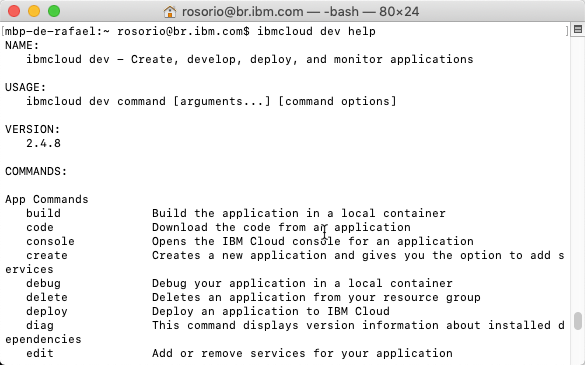 rosorio@br.ibm.com — -bash — 80×24
[mbp-de-rafael:~ rosorio@br.ibm.com$ ibmcloud dev help ]
NAME:
ibmcloud dev - Create, develop, deploy, and monitor applications
USAGE:
ibmcloud dev command [arguments...] [command options]
VERSION:
2.4.8
COMMANDS:
App Commands
build Build the application in a local container
code Download the code from an application
console Opens the IBM Cloud console for an application
create Creates a new application and gives you the option to add s
ervices
debug Debug your application in a local container
delete Deletes an application from your resource group
deploy Deploy an application to IBM Cloud
diag This command displays version information about installed d
ependencies
edit Add or remove services for your application